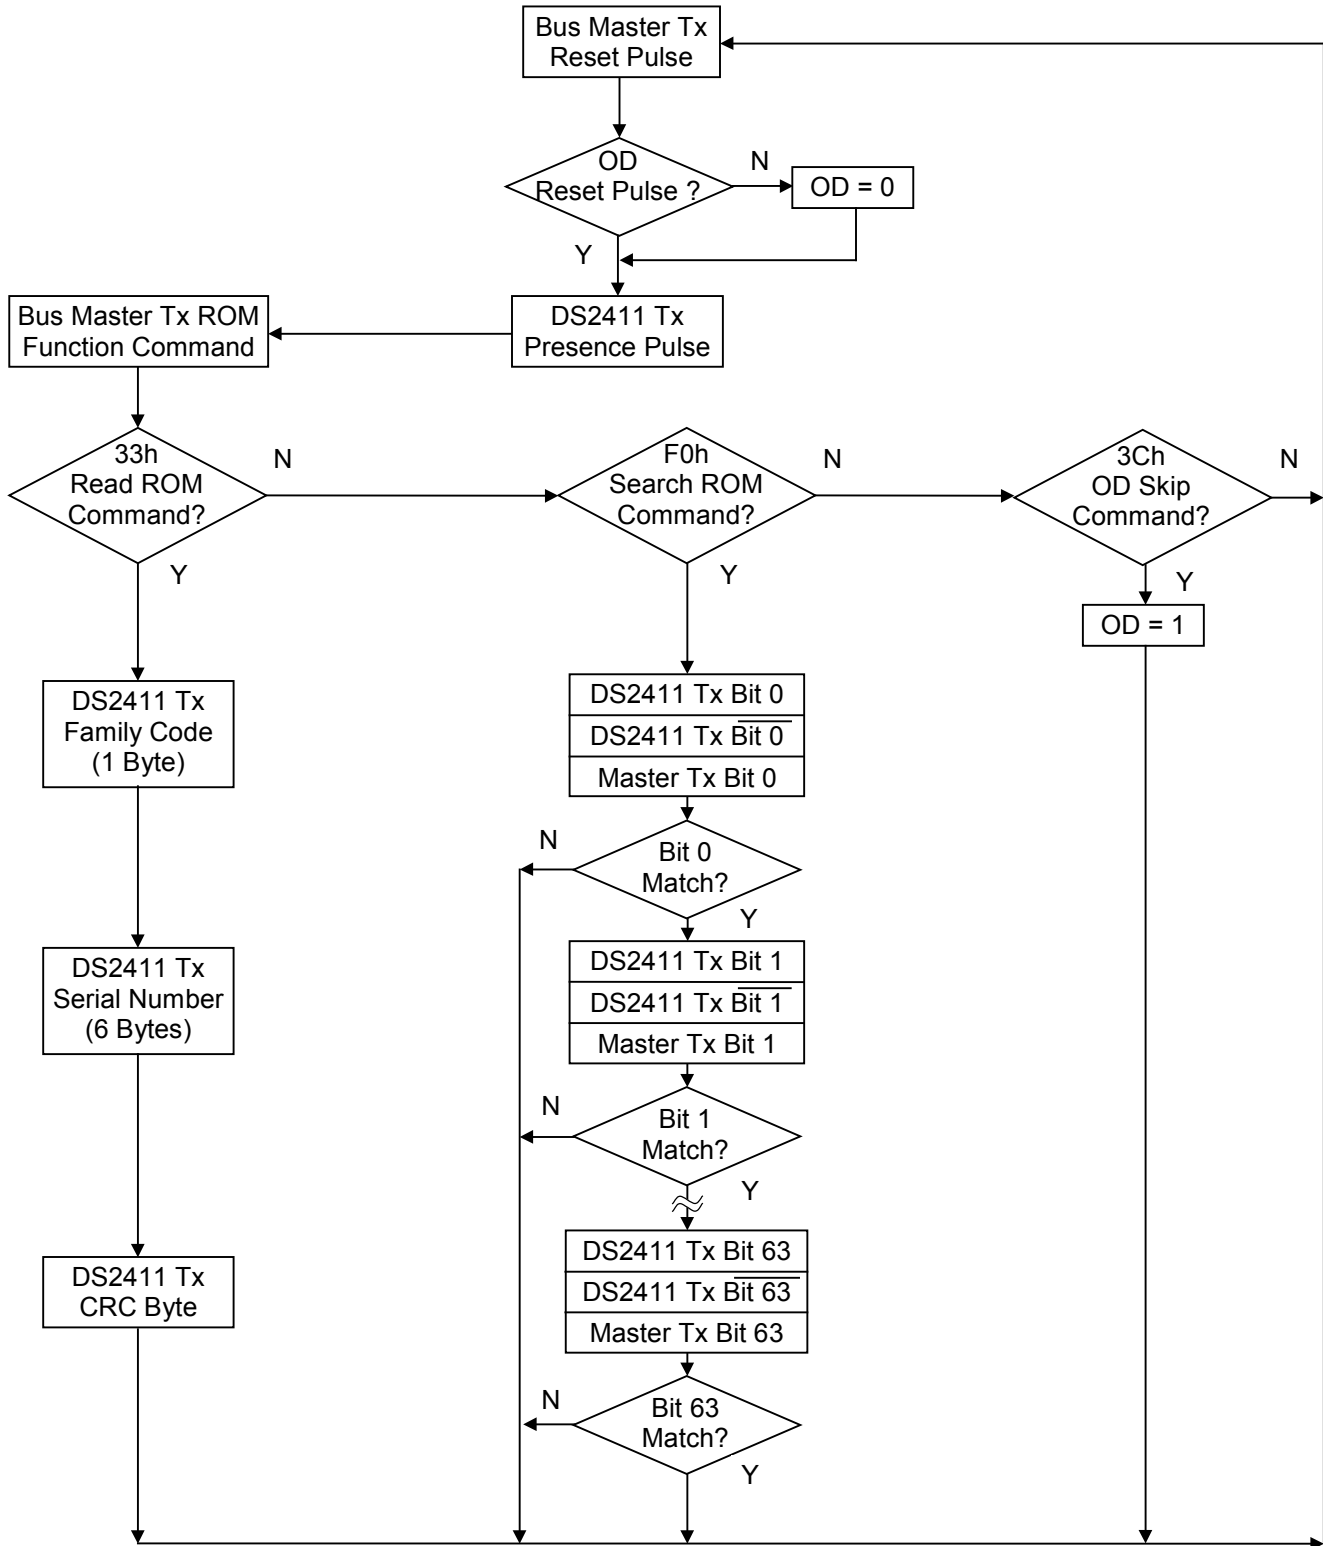 Bus Master Tx
Reset Pulse
OD
Reset Pulse ?
N
OD = 0
Y
Bus Master Tx ROM
Function Command
DS2411 Tx
Presence Pulse
33h
Read ROM
Command?
N
Y
F0h
Search ROM
Command?
N
Y
3Ch
OD Skip
Command?
N
Y
OD = 1
DS2411 Tx
Family Code
(1 Byte)
DS2411 Tx
Serial Number
(6 Bytes)
DS2411 Tx
CRC Byte
DS2411 Tx Bit 0
DS2411 Tx B̅i̅t̅ ̅0̅
Master Tx Bit 0
Bit 0
Match?
N
Y
DS2411 Tx Bit 1
DS2411 Tx B̅i̅t̅ ̅1̅
Master Tx Bit 1
Bit 1
Match?
N
Y
DS2411 Tx Bit 63
DS2411 Tx B̅i̅t̅ ̅6̅3̅
Master Tx Bit 63
Bit 63
Match?
N
Y